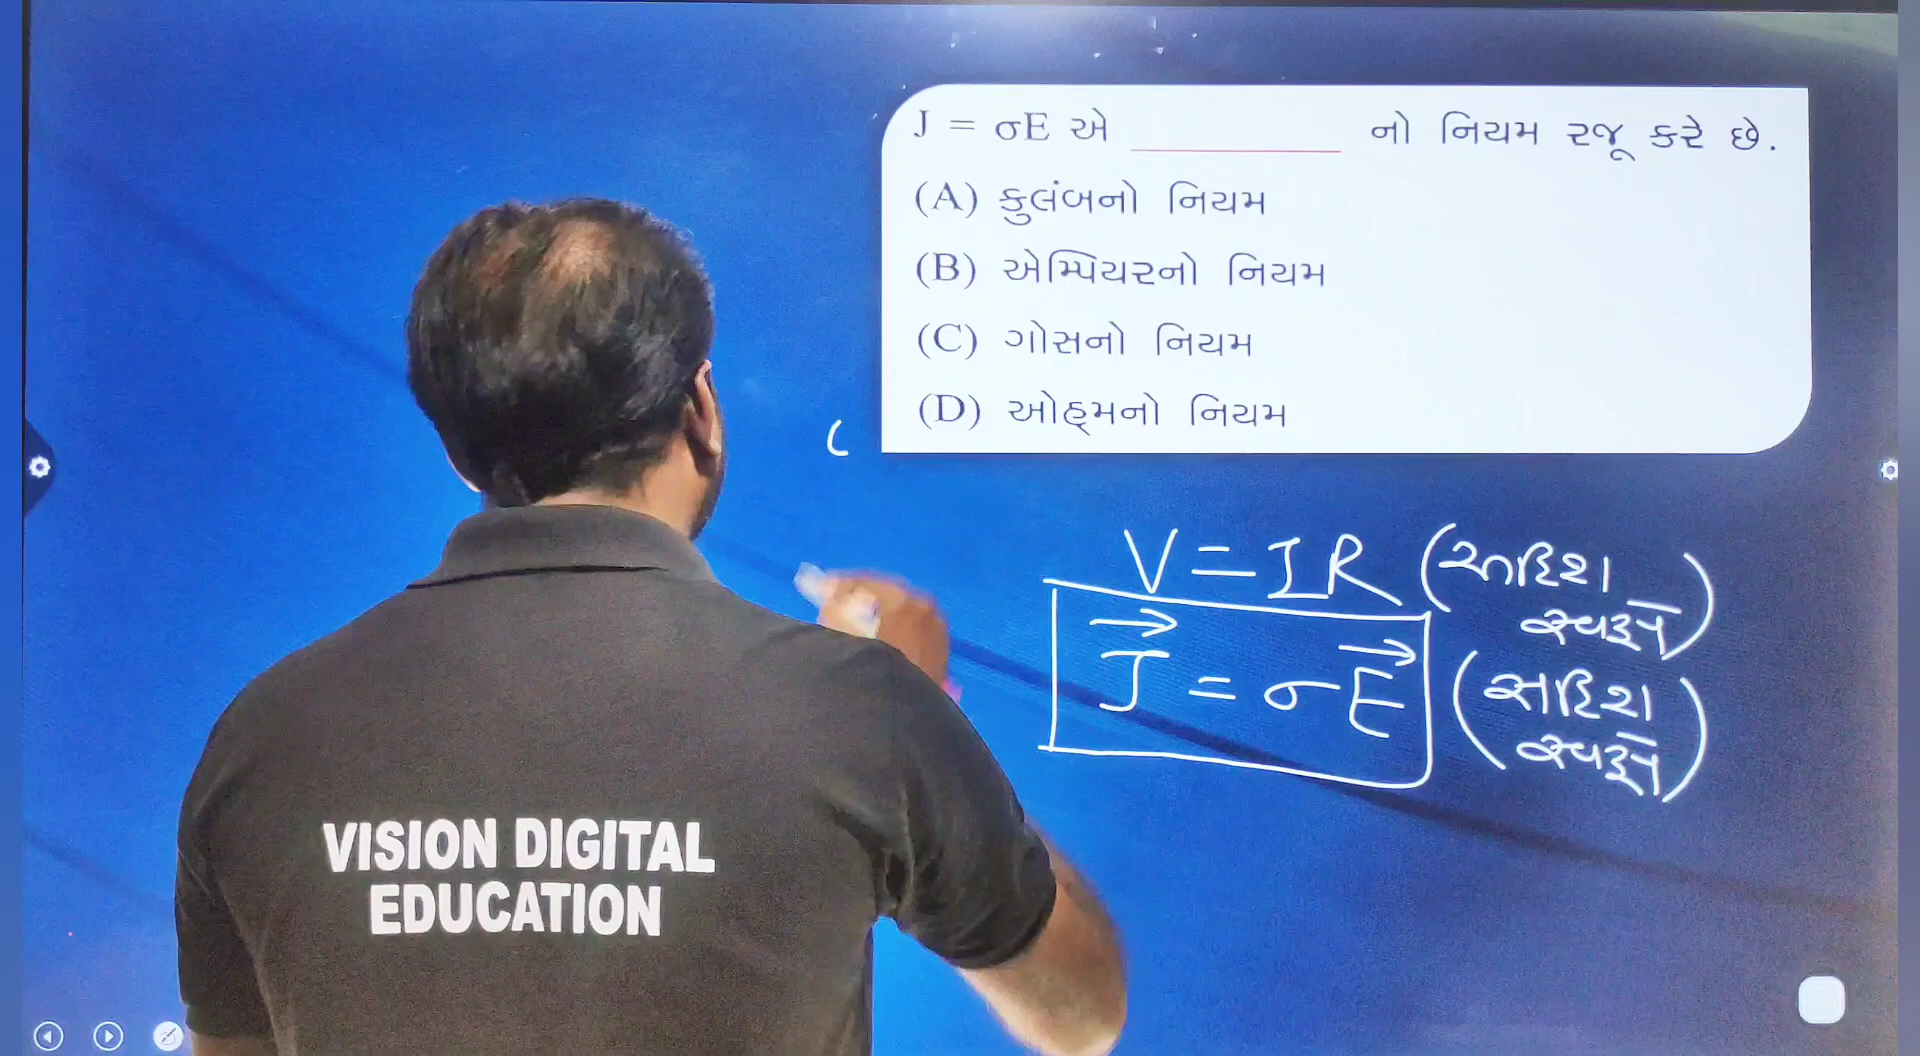 J = σE એ ________ નો નિયમ રજૂ કરે છે.
(A) કુલંબનો નિયમ
(B) એમ્પિયરનો નિયમ
(C) ગોસનો નિયમ
(D) ઓહ્મનો નિયમ
V = IR (અદિશ
સ્વરૂપ)
J = σE (સદિશ
સ્વરૂપ)
VISION DIGITAL
EDUCATION